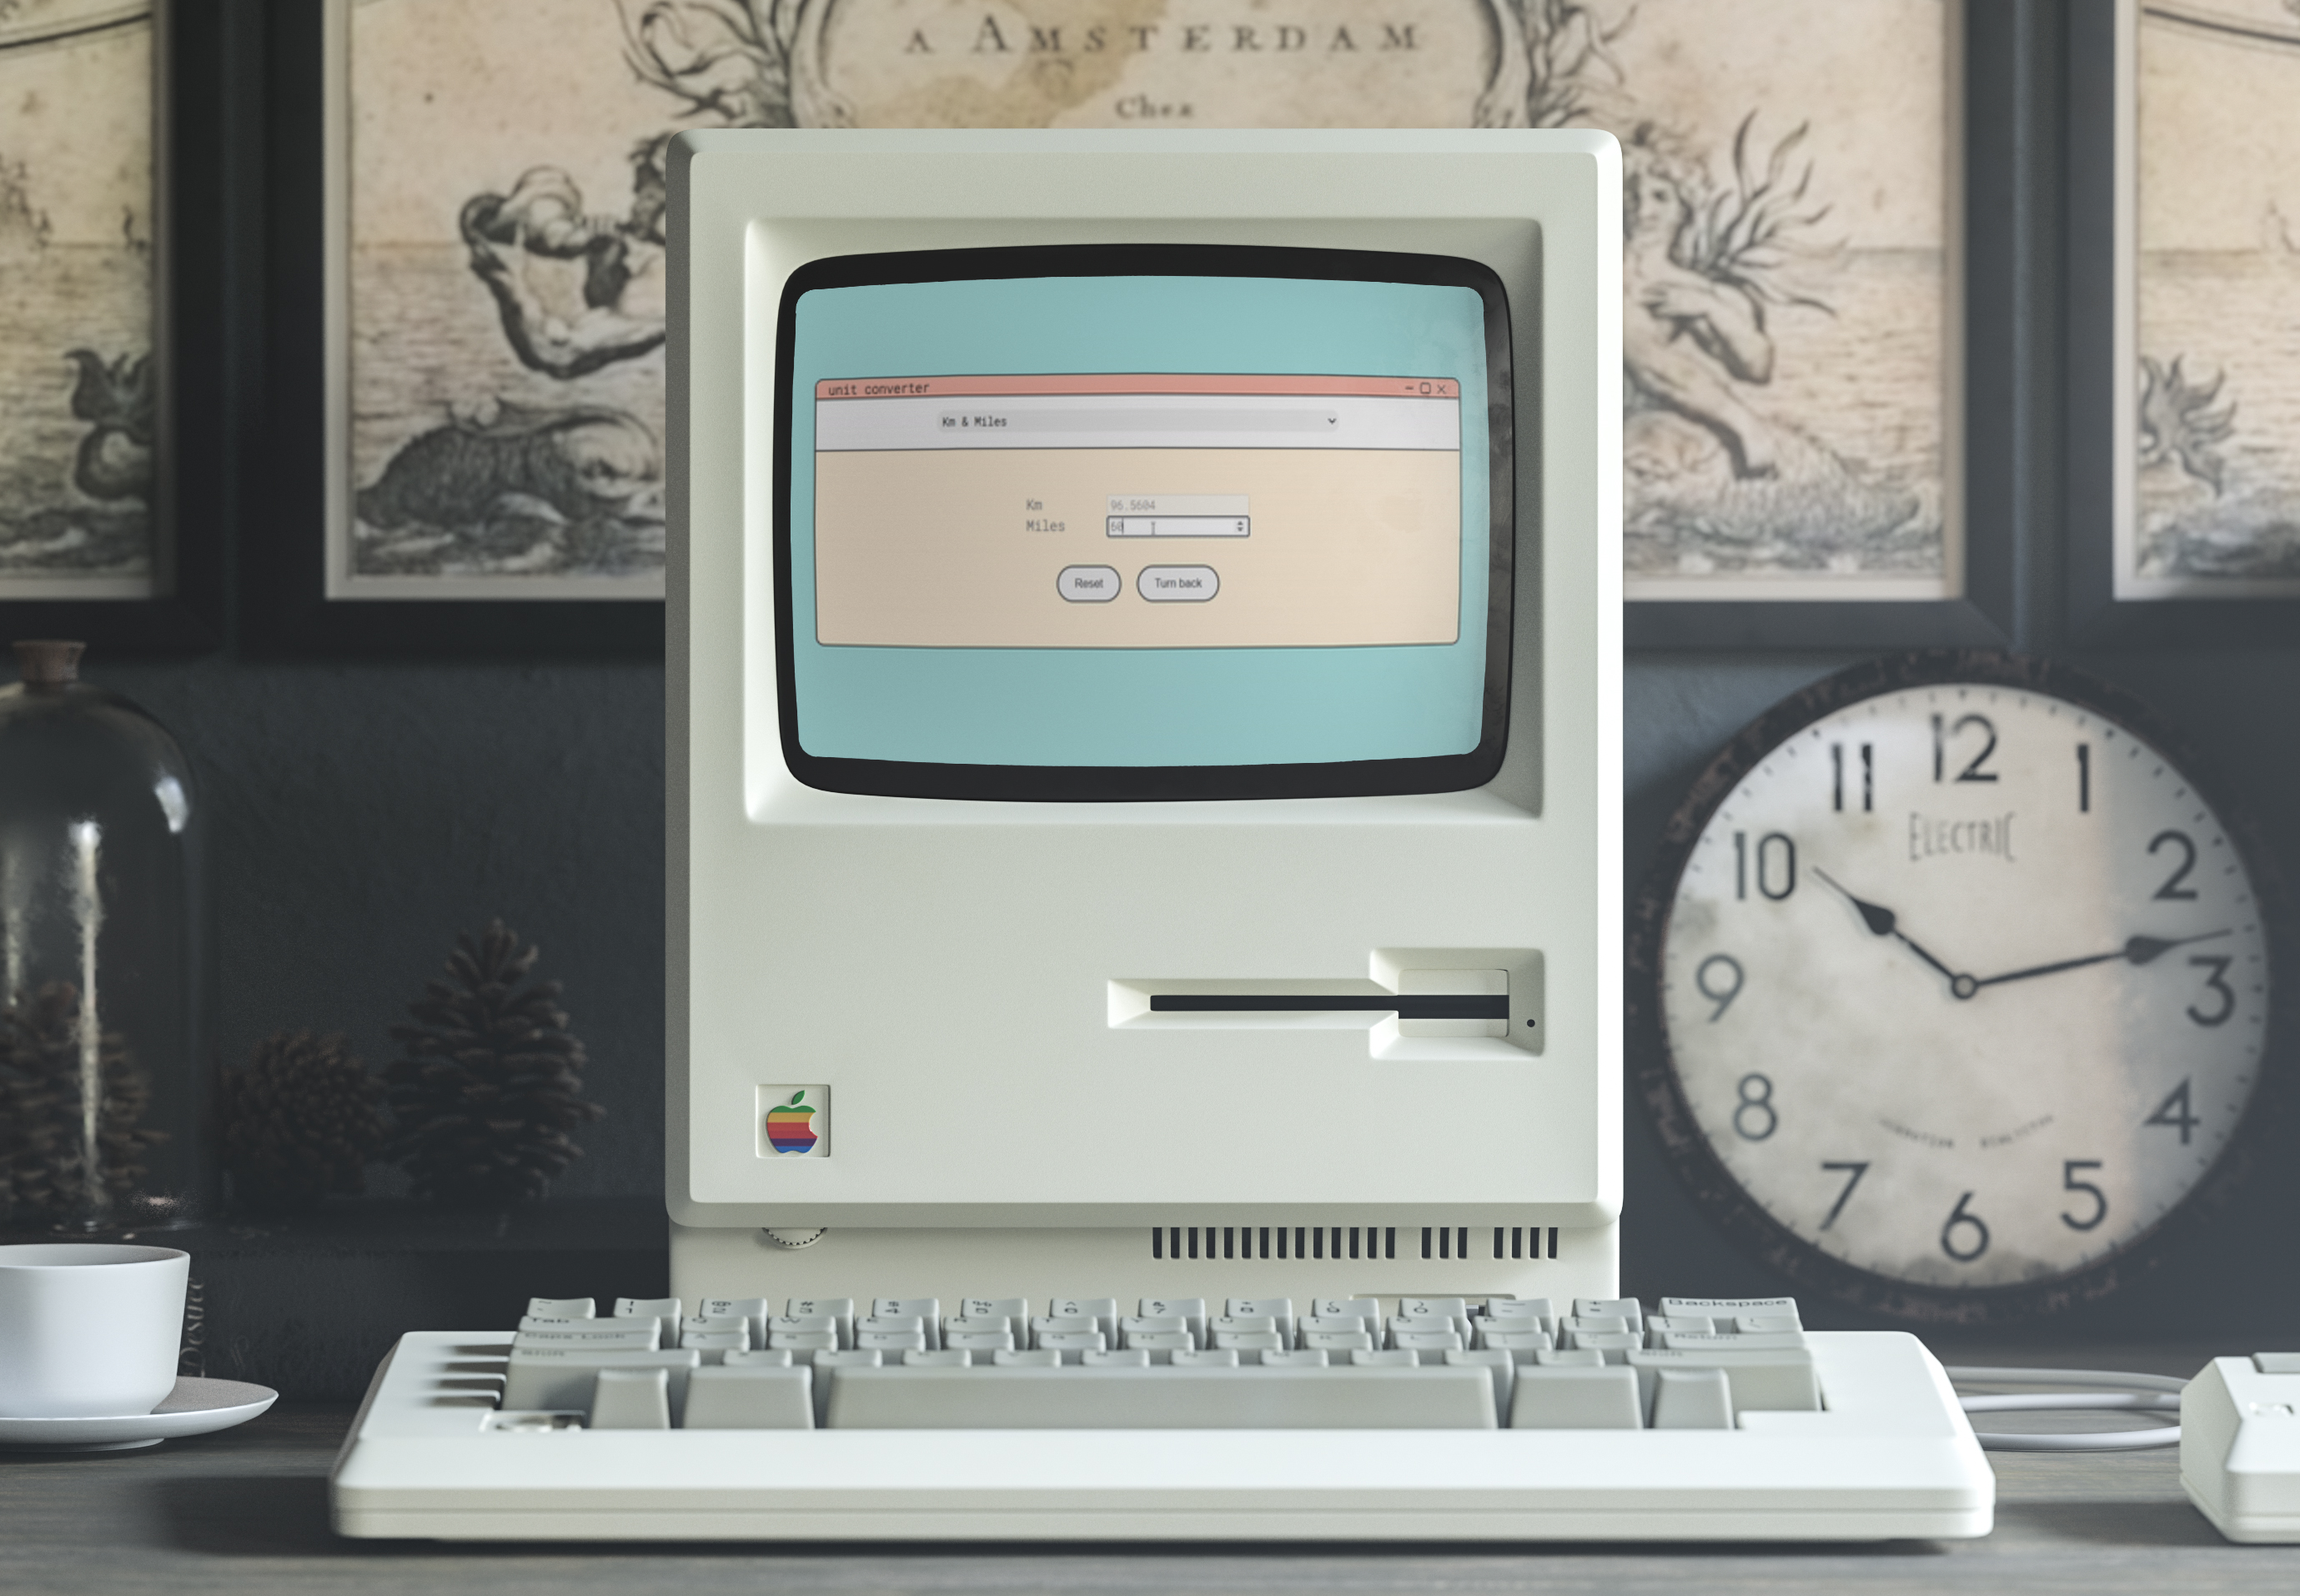 A AMSTERDAM
Chez
unit converter
Km & Miles
Km 96.5604
Miles 60
Reset Turn back
12
11 1
ELECTRIC
10 2
9 3
8 4
7 5
6
Backspace
Tab
Caps Lock Return
Shift Shift